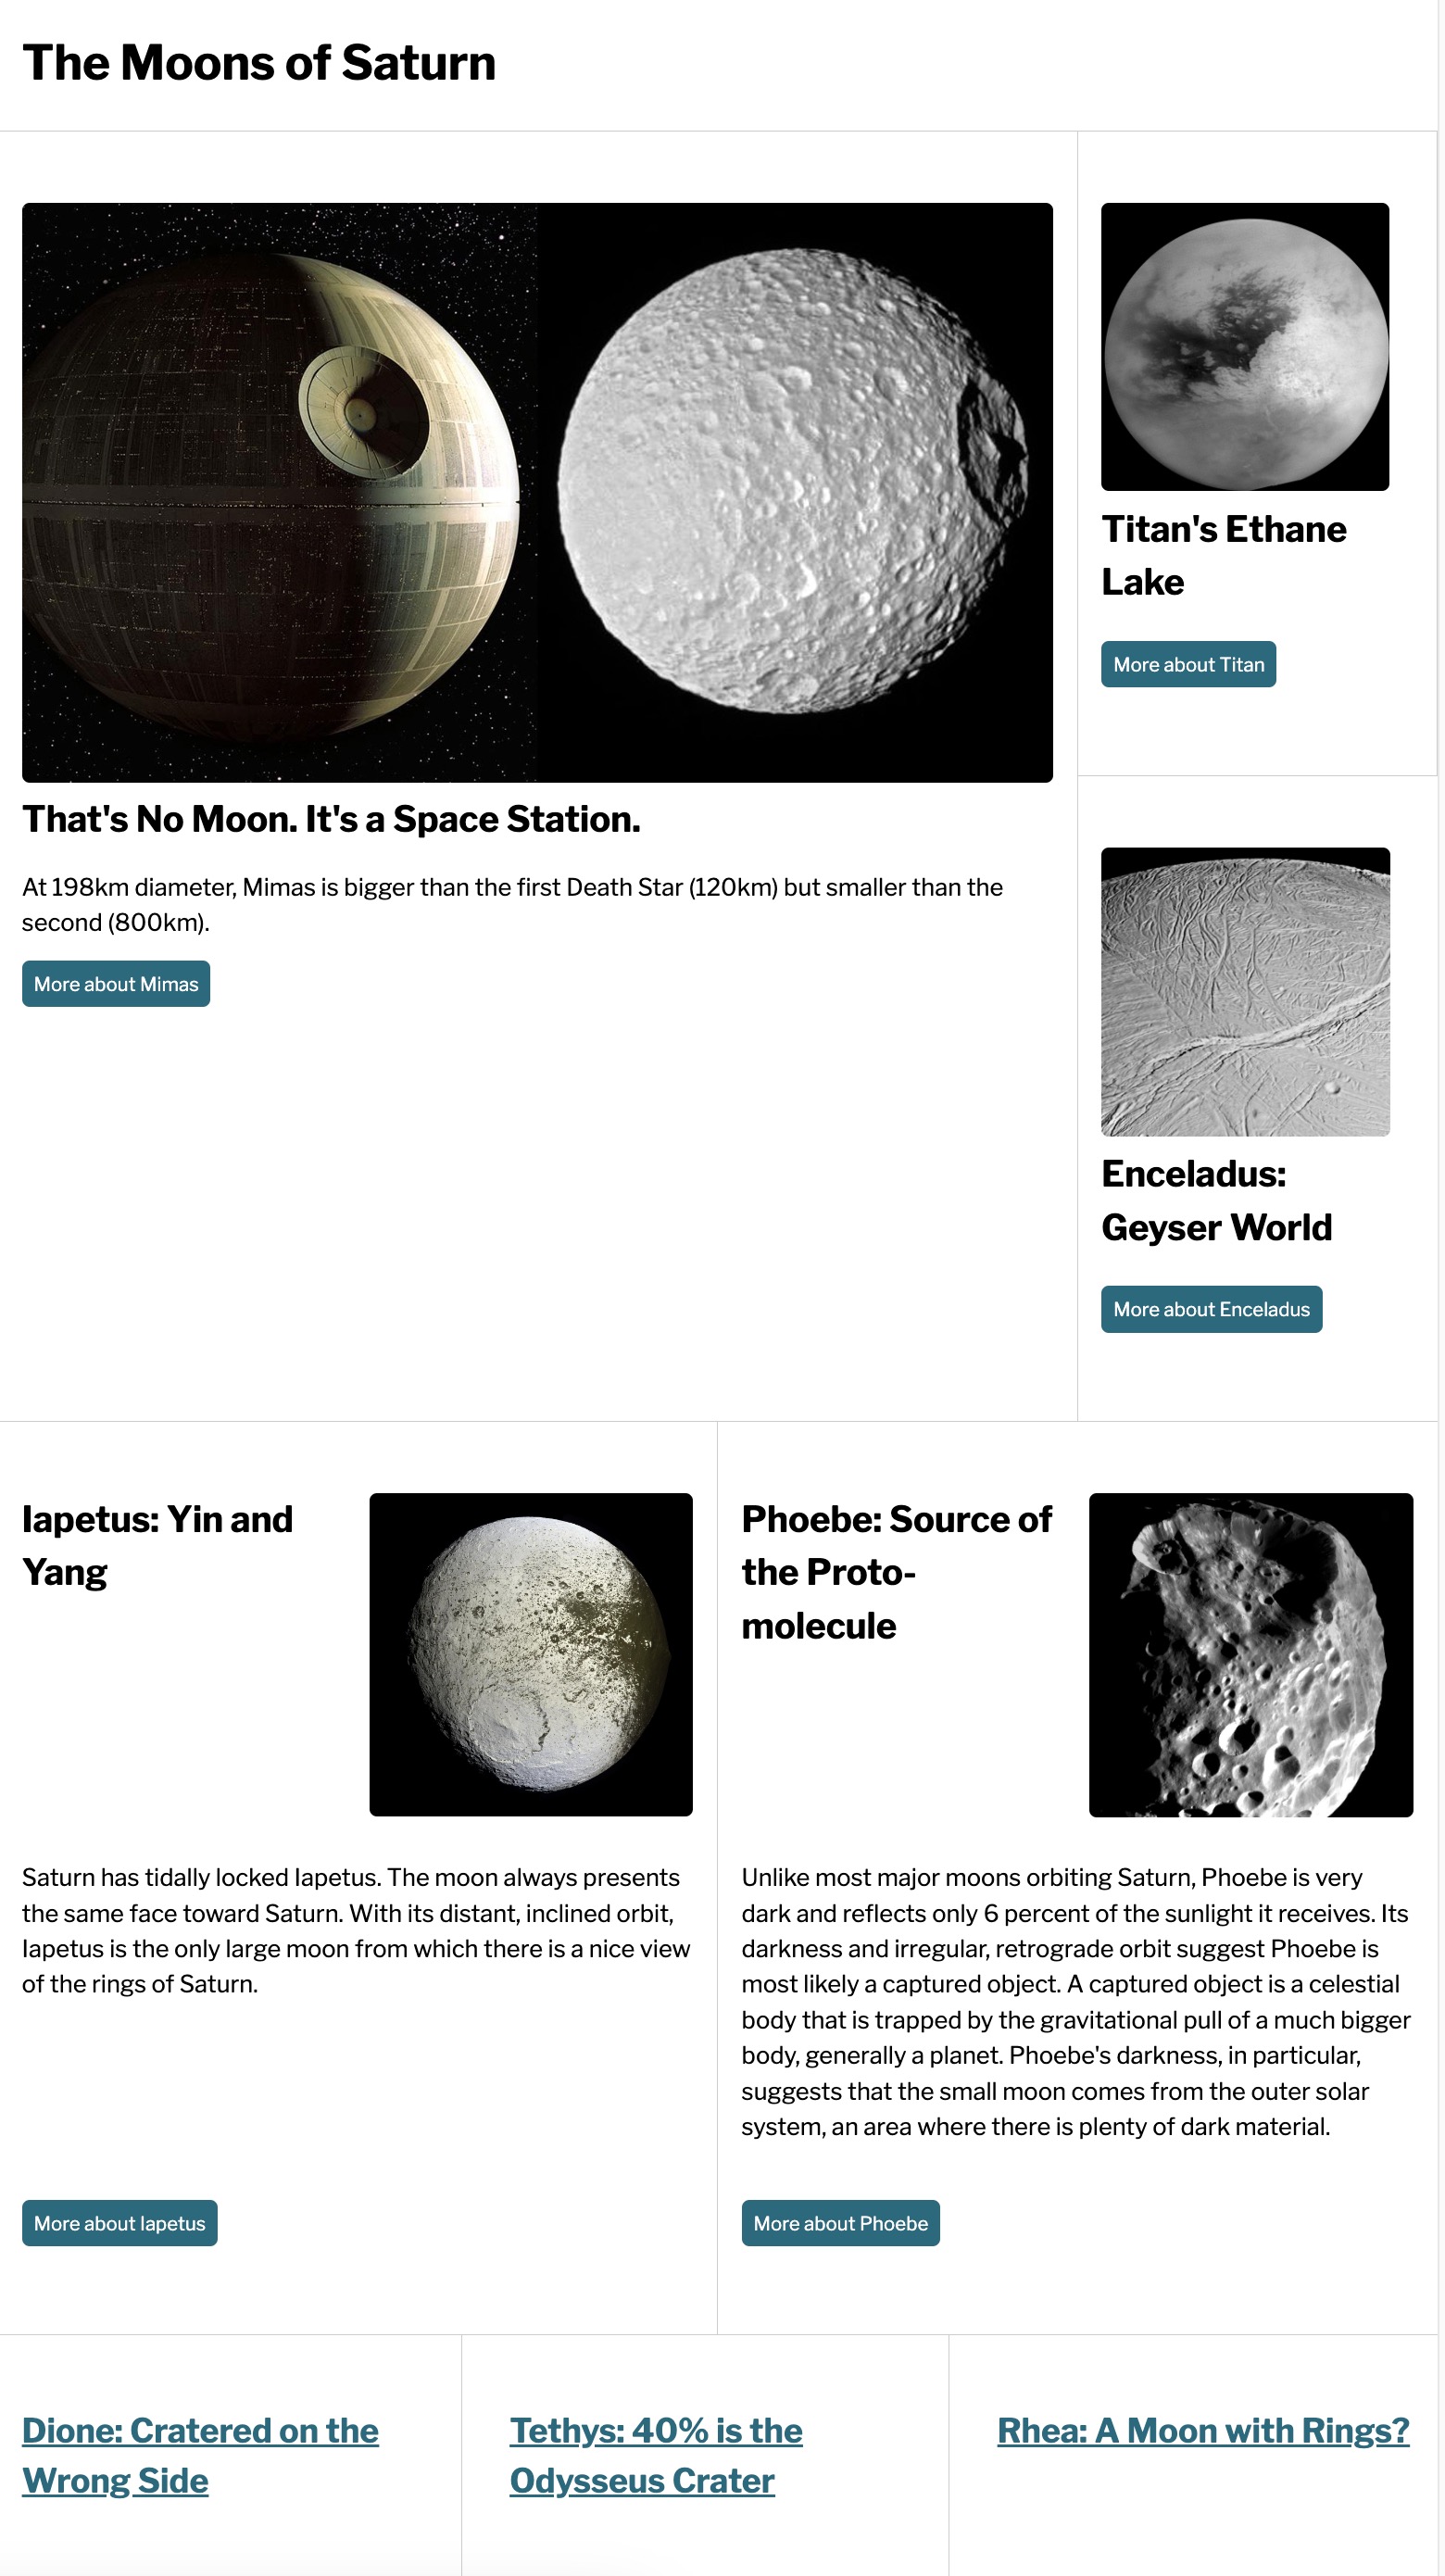 The Moons of Saturn
That's No Moon. It's a Space Station.
At 198km diameter, Mimas is bigger than the first Death Star (120km) but smaller than the
second (800km).
More about Mimas
Titan's Ethane
Lake
More about Titan
Enceladus:
Geyser World
More about Enceladus
Iapetus: Yin and
Yang
Saturn has tidally locked Iapetus. The moon always presents
the same face toward Saturn. With its distant, inclined orbit,
Iapetus is the only large moon from which there is a nice view
of the rings of Saturn.
More about Iapetus
Phoebe: Source of
the Proto-
molecule
Unlike most major moons orbiting Saturn, Phoebe is very
dark and reflects only 6 percent of the sunlight it receives. Its
darkness and irregular, retrograde orbit suggest Phoebe is
most likely a captured object. A captured object is a celestial
body that is trapped by the gravitational pull of a much bigger
body, generally a planet. Phoebe's darkness, in particular,
suggests that the small moon comes from the outer solar
system, an area where there is plenty of dark material.
More about Phoebe
Dione: Cratered on the
Wrong Side
Tethys: 40% is the
Odysseus Crater
Rhea: A Moon with Rings?